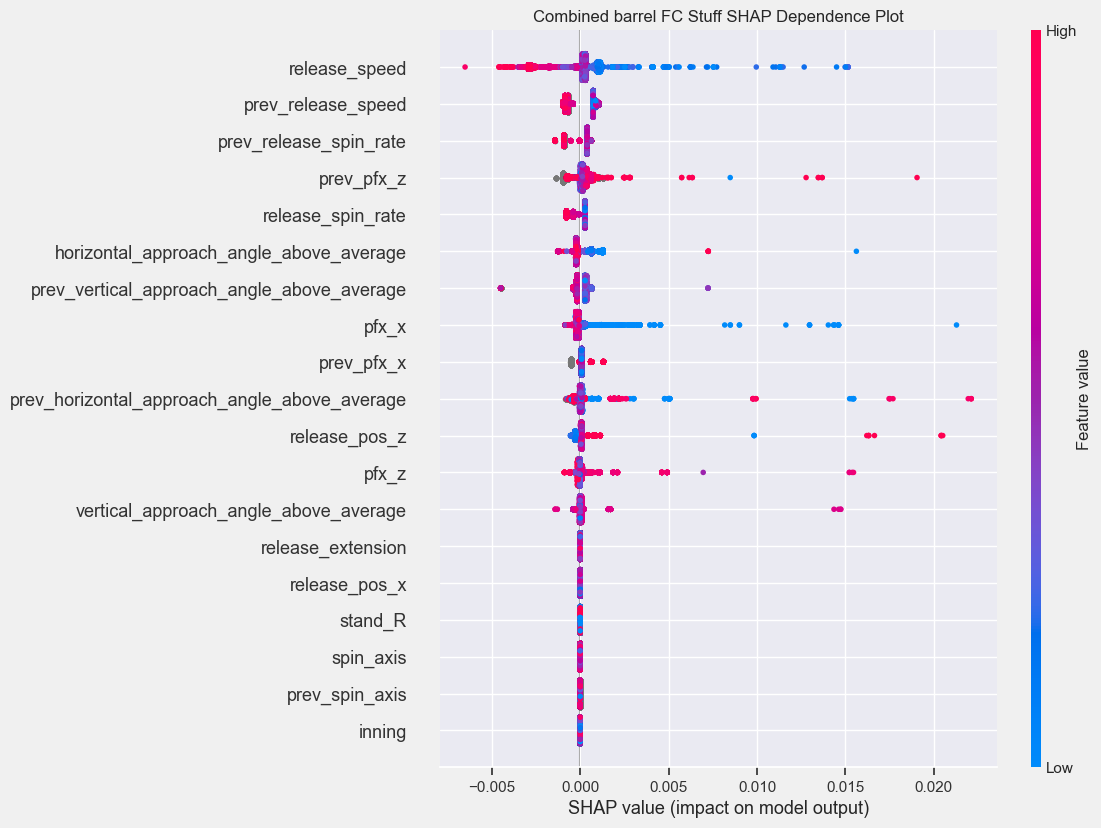 Combined barrel FC Stuff SHAP Dependence Plot
High
release_speed
prev_release_speed
prev_release_spin_rate
prev_pfx_z
release_spin_rate
horizontal_approach_angle_above_average
prev_vertical_approach_angle_above_average
pfx_x
prev_pfx_x
prev_horizontal_approach_angle_above_average
release_pos_z
pfx_z
vertical_approach_angle_above_average
release_extension
release_pos_x
stand_R
spin_axis
prev_spin_axis
inning
Feature value
Low
−0.005 0.000 0.005 0.010 0.015 0.020
SHAP value (impact on model output)